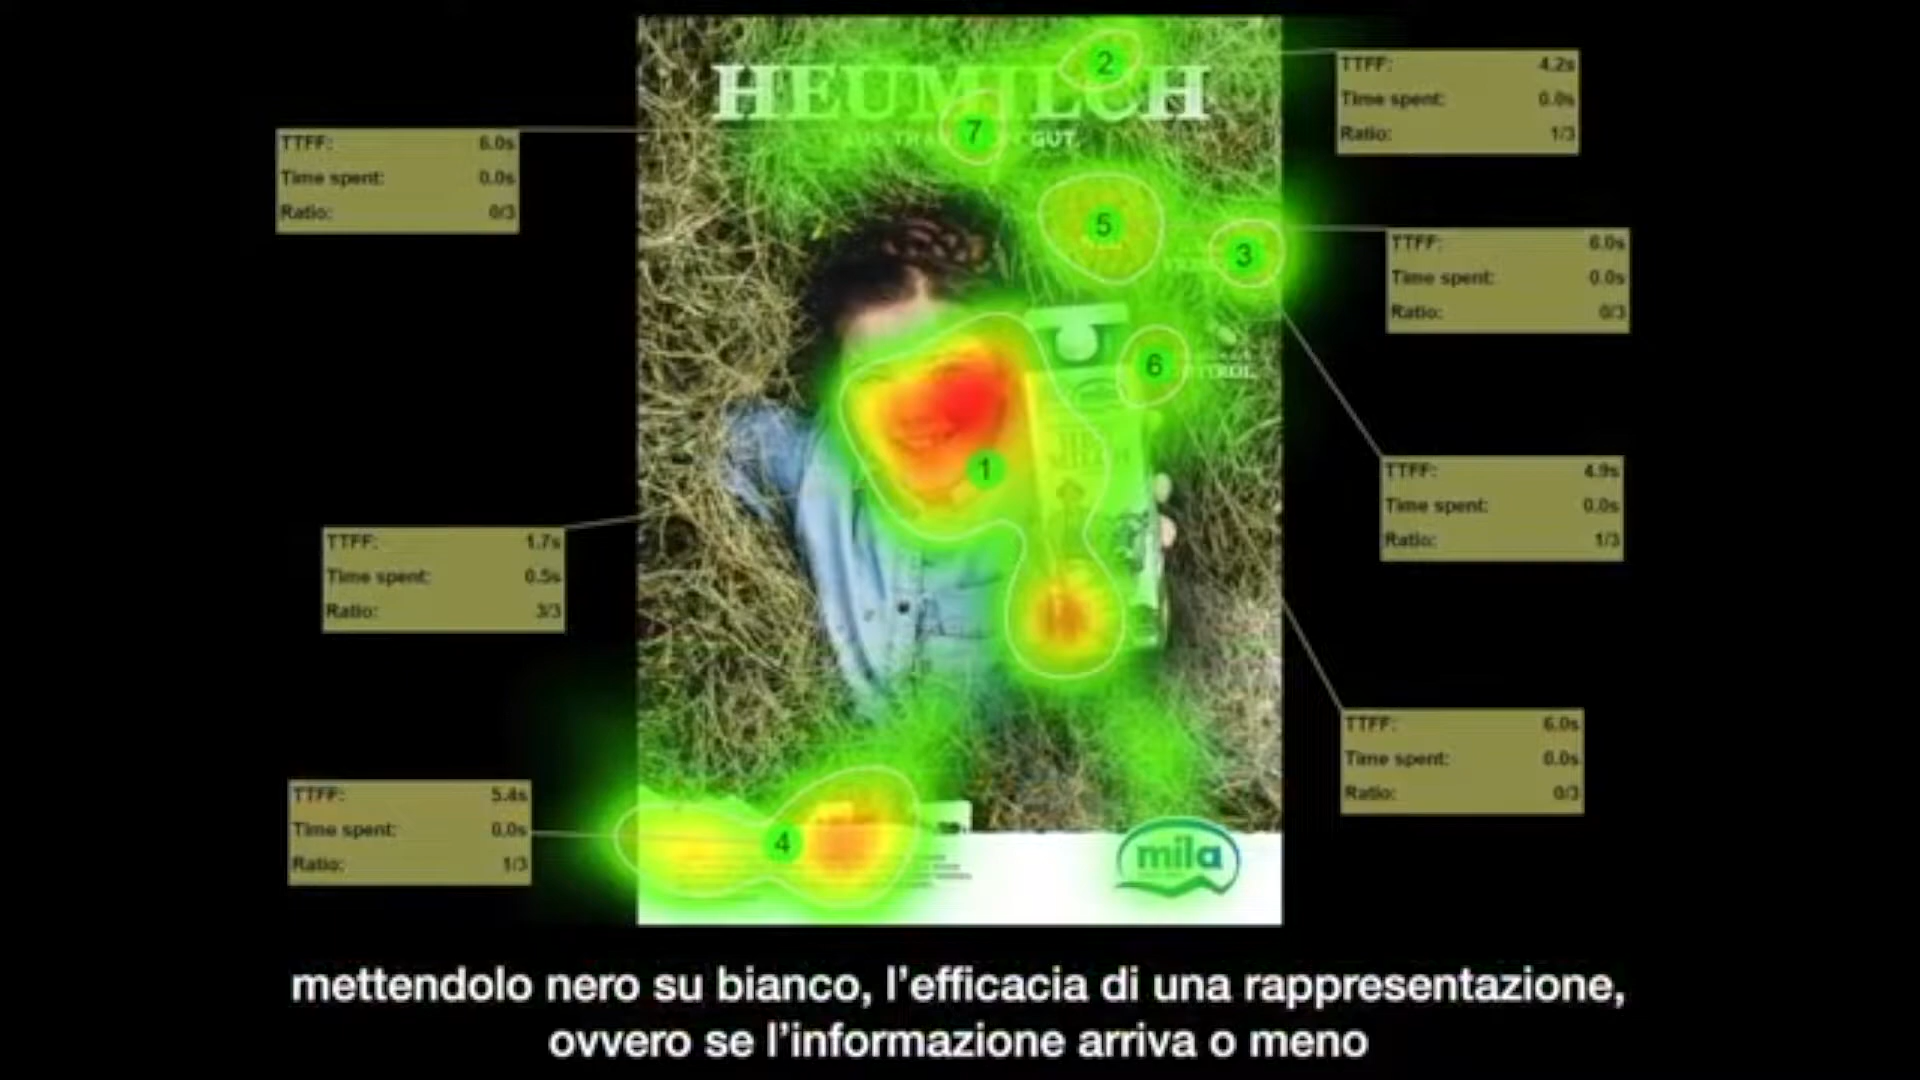 HEUMILCH
GUT.
2
7
5
3
6
1
4
TTFF: 6.0s
Time spent: 0.0s
Ratio: 0/3
TTFF: 4.2s
Time spent: 0.0s
Ratio: 1/3
TTFF: 6.0s
Time spent: 0.0s
Ratio: 0/3
TTFF: 4.9s
Time spent: 0.0s
Ratio: 1/3
TTFF: 1.7s
Time spent: 0.5s
Ratio: 3/3
TTFF: 6.0s
Time spent: 0.0s
Ratio: 0/3
TTFF: 5.4s
Time spent: 0.0s
Ratio: 1/3
mila
mettendolo nero su bianco, l’efficacia di una rappresentazione,
ovvero se l’informazione arriva o meno